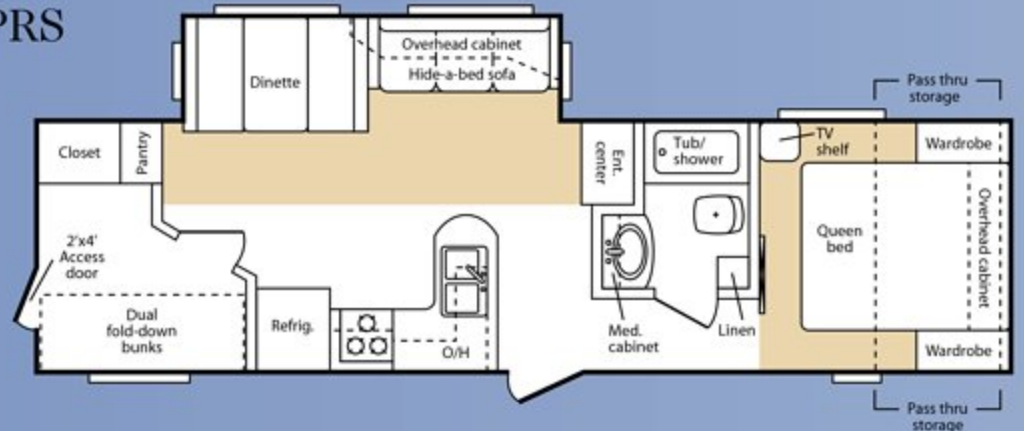 PRS
Overhead cabinet
Hide-a-bed sofa
Dinette
Pass thru
storage
Closet
Pantry
Ent.
center
Tub/
shower
TV
shelf
Wardrobe
2'x4'
Access
door
Queen
bed
Overhead cabinet
Dual
fold-down
bunks
Refrig.
O/H
Med.
cabinet
Linen
Wardrobe
Pass thru
storage